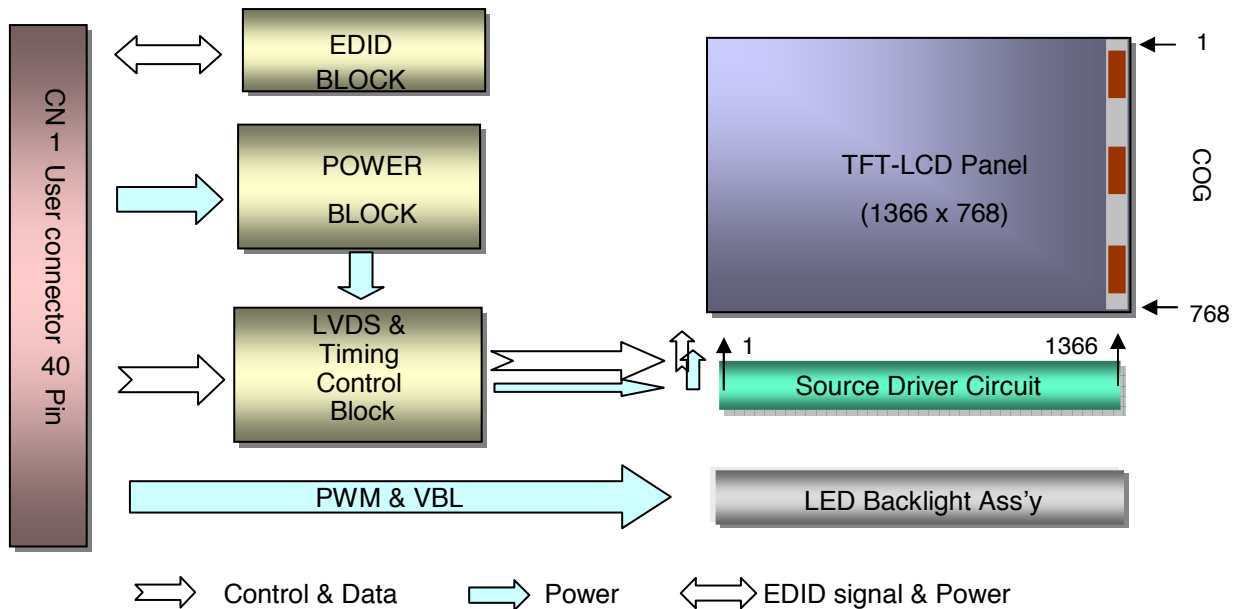 CN 1 User connector 40 Pin
EDID
BLOCK
POWER
BLOCK
LVDS &
Timing
Control
Block
PWM & VBL
TFT-LCD Panel
(1366 x 768)
1
COG
768
1
1366
Source Driver Circuit
LED Backlight Ass'y
Control & Data
Power
EDID signal & Power